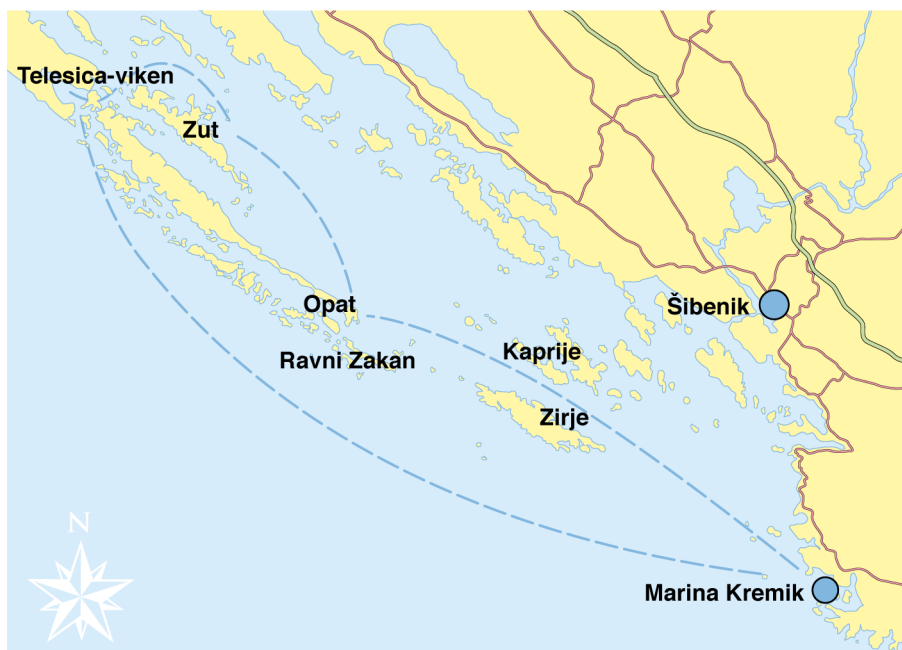 Telesica-viken
Zut
Opat
Šibenik
Ravni Zakan
Kaprije
Zirje
N
Marina Kremik